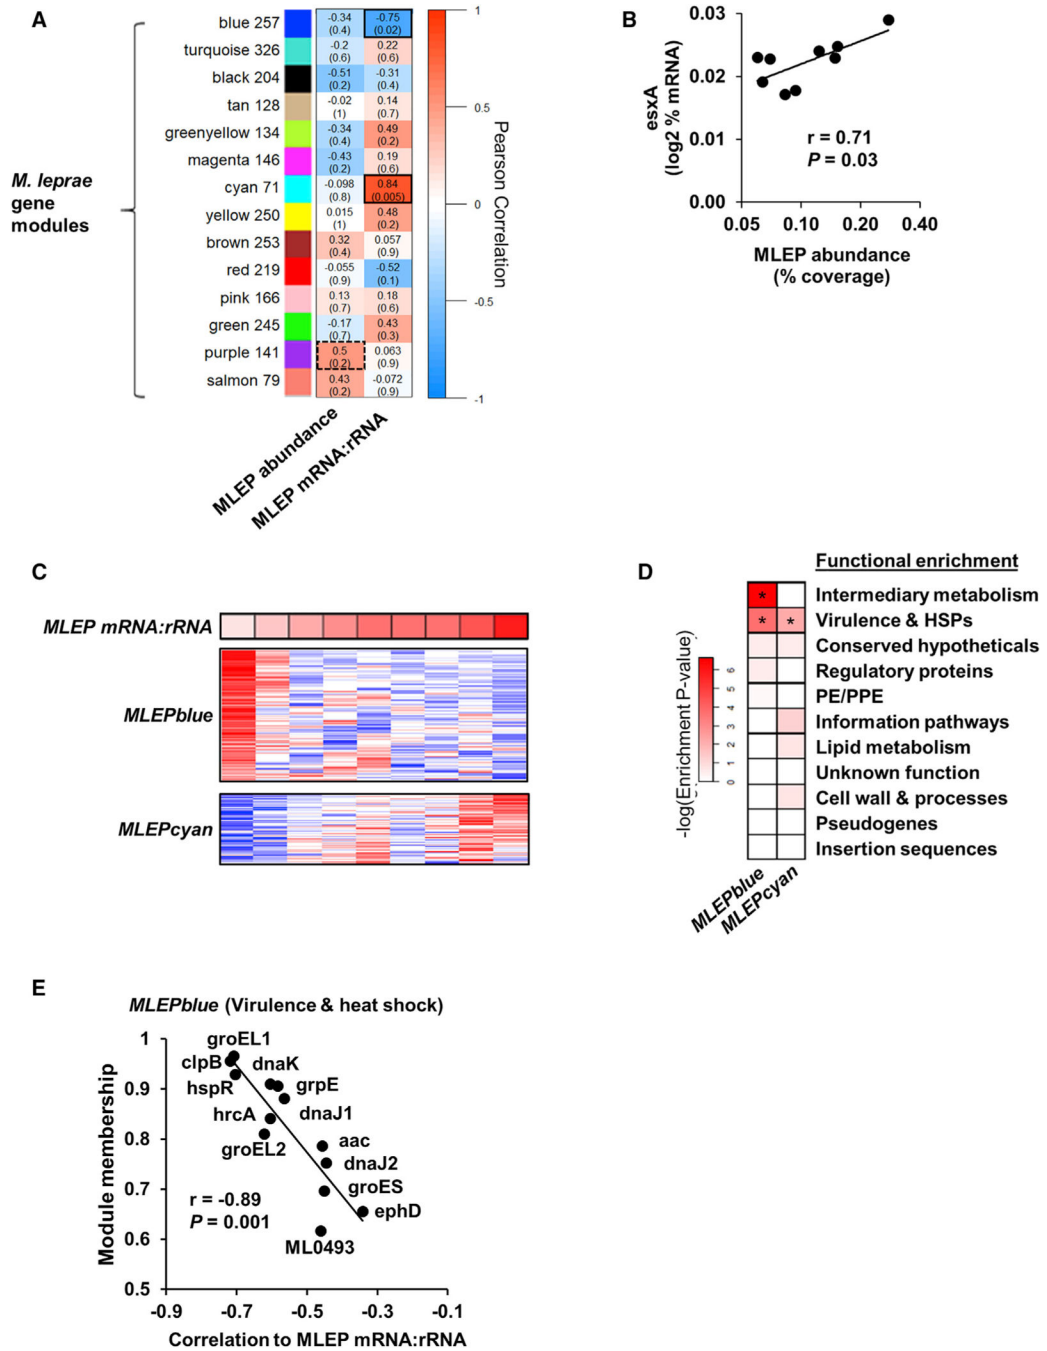 A
blue 257 -0.34 -0.75
(0.4) (0.02)
turquoise 326 -0.2 0.22
(0.6) (0.6)
black 204 -0.51 -0.31
(0.2) (0.4)
tan 128 -0.02 0.14
(1) (0.7)
greenyellow 134 -0.34 0.49
(0.4) (0.2)
magenta 146 -0.43 0.19
(0.2) (0.6)
cyan 71 -0.098 0.84
(0.8) (0.005)
yellow 250 0.015 0.48
(1) (0.2)
brown 253 0.32 0.057
(0.4) (0.9)
red 219 -0.055 -0.52
(0.9) (0.1)
pink 166 0.13 0.18
(0.7) (0.6)
green 245 -0.17 0.43
(0.7) (0.3)
purple 141 0.5 0.063
(0.2) (0.9)
salmon 79 0.43 -0.072
(0.2) (0.9)
M. leprae
gene
modules
1
0.5
0
-0.5
-1
Pearson Correlation
MLEP abundance
MLEP mRNA:rRNA
B
esxA
(log2 % mRNA)
0.03
0.02
0.01
0.00
r = 0.71
P = 0.03
0.05 0.10 0.20 0.40
MLEP abundance
(% coverage)
C
MLEP mRNA:rRNA
MLEPblue
MLEPcyan
D
Functional enrichment
* Intermediary metabolism
* * Virulence & HSPs
Conserved hypotheticals
Regulatory proteins
PE/PPE
Information pathways
Lipid metabolism
Unknown function
Cell wall & processes
Pseudogenes
Insertion sequences
-log(Enrichment P-value)
0 1 2 3 4 5 6
MLEPblue
MLEPcyan
E
MLEPblue (Virulence & heat shock)
Module membership
1
0.9
0.8
0.7
0.6
0.5
groEL1
clpB dnaK
hspR grpE
hrcA dnaJ1
groEL2 aac
dnaJ2
groES
ephD
ML0493
r = -0.89
P = 0.001
-0.9 -0.7 -0.5 -0.3 -0.1
Correlation to MLEP mRNA:rRNA